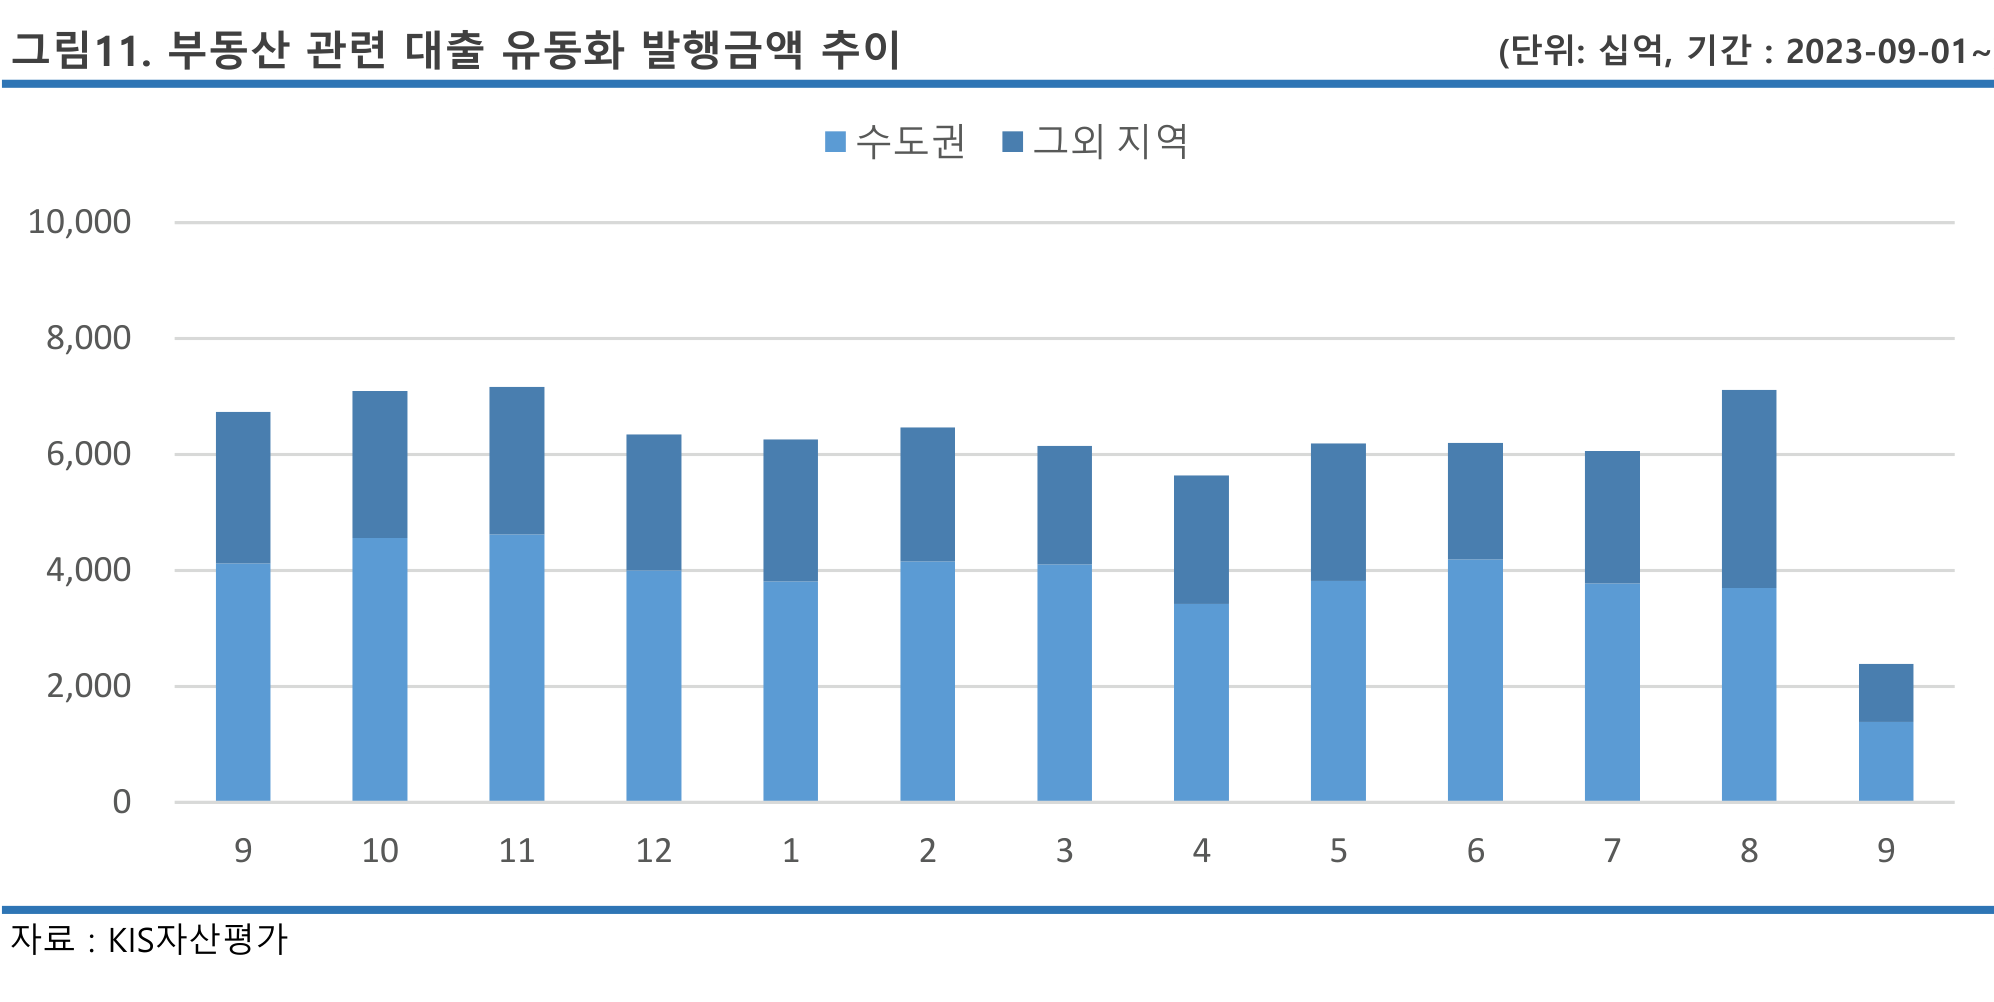 그림11. 부동산 관련 대출 유동화 발행금액 추이
(단위: 십억, 기간 : 2023-09-01~
수도권 그외 지역
10,000
8,000
6,000
4,000
2,000
0
9 10 11 12 1 2 3 4 5 6 7 8 9
자료 : KIS자산평가